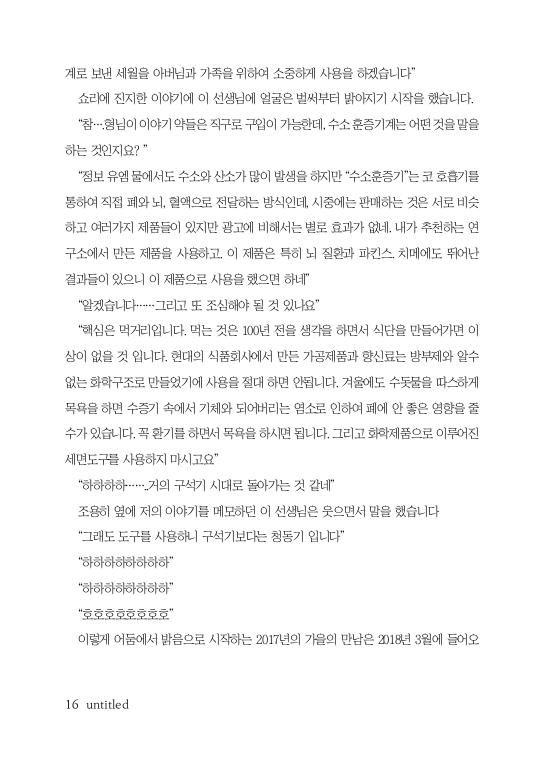 계로 보낸 세월을 아버님과 가족을 위하여 소중하게 사용을 하겠습니다”
쇼리에 진지한 이야기에 이 선생님에 얼굴은 벌써부터 밝아지기 시작을 했습니다.
“참…형님이 이야기 약들은 직구로 구입이 가능한데, 수소 훈증기계는 어떤 것을 말을
하는 것인지요? ”
“정보 유엠 물에서도 수소와 산소가 많이 발생을 하지만 “수소훈증기”는 코 호흡기를
통하여 직접 폐와 뇌, 혈액으로 전달하는 방식인데, 시중에는 판매하는 것은 서로 비슷
하고 여러가지 제품들이 있지만 광고에 비해서는 별로 효과가 없네. 내가 추천하는 연
구소에서 만든 제품을 사용하고. 이 제품은 특히 뇌 질환과 파킨스. 치메에도 뛰어난
결과들이 있으니 이 제품으로 사용을 했으면 하네”
“알겠습니다……그리고 또 조심해야 될 것 있나요”
“핵심은 먹거리입니다. 먹는 것은 100년 전을 생각을 하면서 식단을 만들어가면 이
상이 없을 것 입니다. 현대의 식품회사에서 만든 가공제품과 향신료는 방부제와 알수
없는 화학구조로 만들었기에 사용을 절대 하면 안됩니다. 겨울에도 수돗물을 따스하게
목욕을 하면 수증기 속에서 기체와 되어버리는 염소로 인하여 폐에 안 좋은 영향을 줄
수가 있습니다. 꼭 환기를 하면서 목욕을 하시면 됩니다. 그리고 화학제품으로 이루어진
세면도구를 사용하지 마시고요”
“하하하하……..거의 구석기 시대로 돌아가는 것 같네”
조용히 옆에 저의 이야기를 메모하던 이 선생님은 웃으면서 말을 했습니다
“그래도 도구를 사용하니 구석기보다는 청동기 입니다”
“하하하하하하하하”
“하하하하하하하하”
“호호호호호호호호”
이렇게 어둠에서 밝음으로 시작하는 2017년의 가을의 만남은 2018년 3월에 들어오
16 untitled